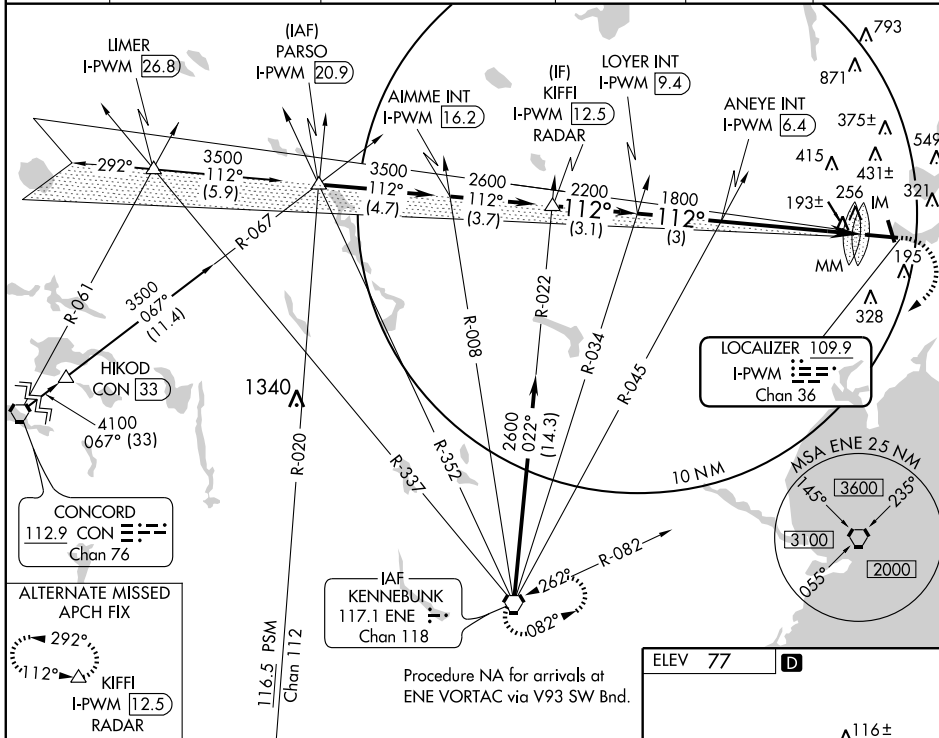 LIMER
I-PWM 26.8
(IAF)
PARSO
I-PWM 20.9
AIMME INT
I-PWM 16.2
(IF)
KIFFI
I-PWM 12.5
RADAR
LOYER INT
I-PWM 9.4
ANEYE INT
I-PWM 6.4
793
871
375±
549
415
431±
321
256
193±
IM
MM
195
328
292°
3500
112°
(5.9)
3500
112°
(4.7)
2600
112°
(3.7)
2200
112°
(3.1)
1800
112°
(3)
R-061
R-067
3500
067°
(11.4)
HIKOD
CON 33
4100
067° (33)
1340
R-020
R-337
R-352
R-008
R-022
R-034
R-045
2600
022°
(14.3)
10 NM
LOCALIZER 109.9
I-PWM
Chan 36
MSA ENE 25 NM
145°
3600
235°
3100
055°
2000
CONCORD
112.9 CON
Chan 76
IAF
KENNEBUNK
117.1 ENE
Chan 118
262°
R-082
082°
116.5 PSM
Chan 112
ALTERNATE MISSED
APCH FIX
292°
112°
KIFFI
I-PWM 12.5
RADAR
Procedure NA for arrivals at
ENE VORTAC via V93 SW Bnd.
ELEV 77 D
116±